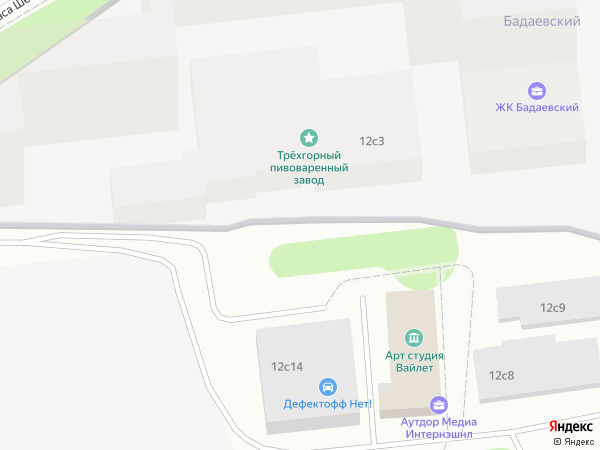 Бадаевский
ЖК Бадаевский
12с3
Трёхгорный
пивоваренный
завод
12с9
Арт студия
Вайлет
12с14
12с8
Дефектофф Нет!
Аутдор Медиа
Интернэшнл
Яндекс
© Яндекс